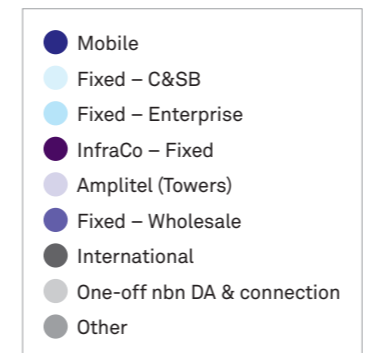 Mobile
Fixed – C&SB
Fixed – Enterprise
InfraCo – Fixed
Amplitel (Towers)
Fixed – Wholesale
International
One-off nbn DA & connection
Other